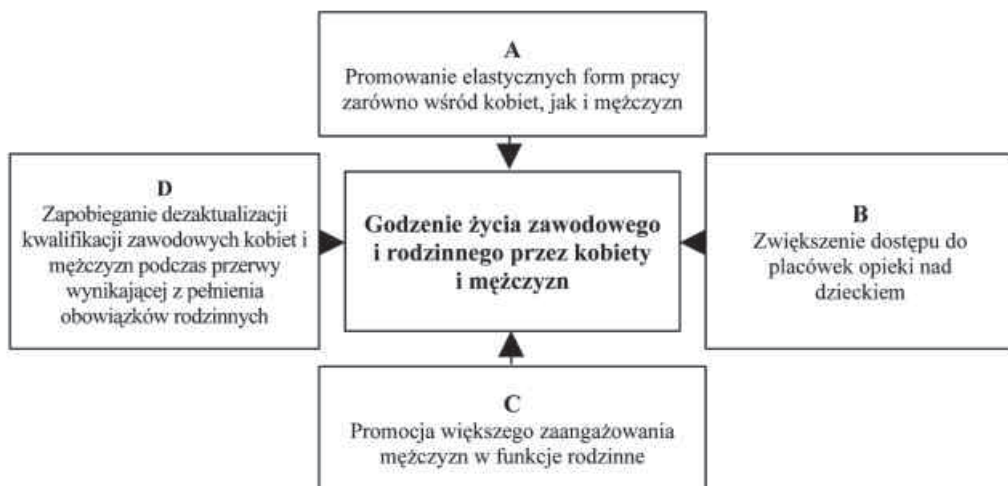 A
Promowanie elastycznych form pracy
zarówno wśród kobiet, jak i mężczyzn
D
Zapobieganie dezaktualizacji
kwalifikacji zawodowych kobiet i
mężczyzn podczas przerwy
wynikającej z pełnienia
obowiązków rodzinnych
Godzenie życia zawodowego
i rodzinnego przez kobiety
i mężczyzn
B
Zwiększenie dostępu do
placówek opieki nad
dzieckiem
C
Promocja większego zaangażowania
mężczyzn w funkcje rodzinne